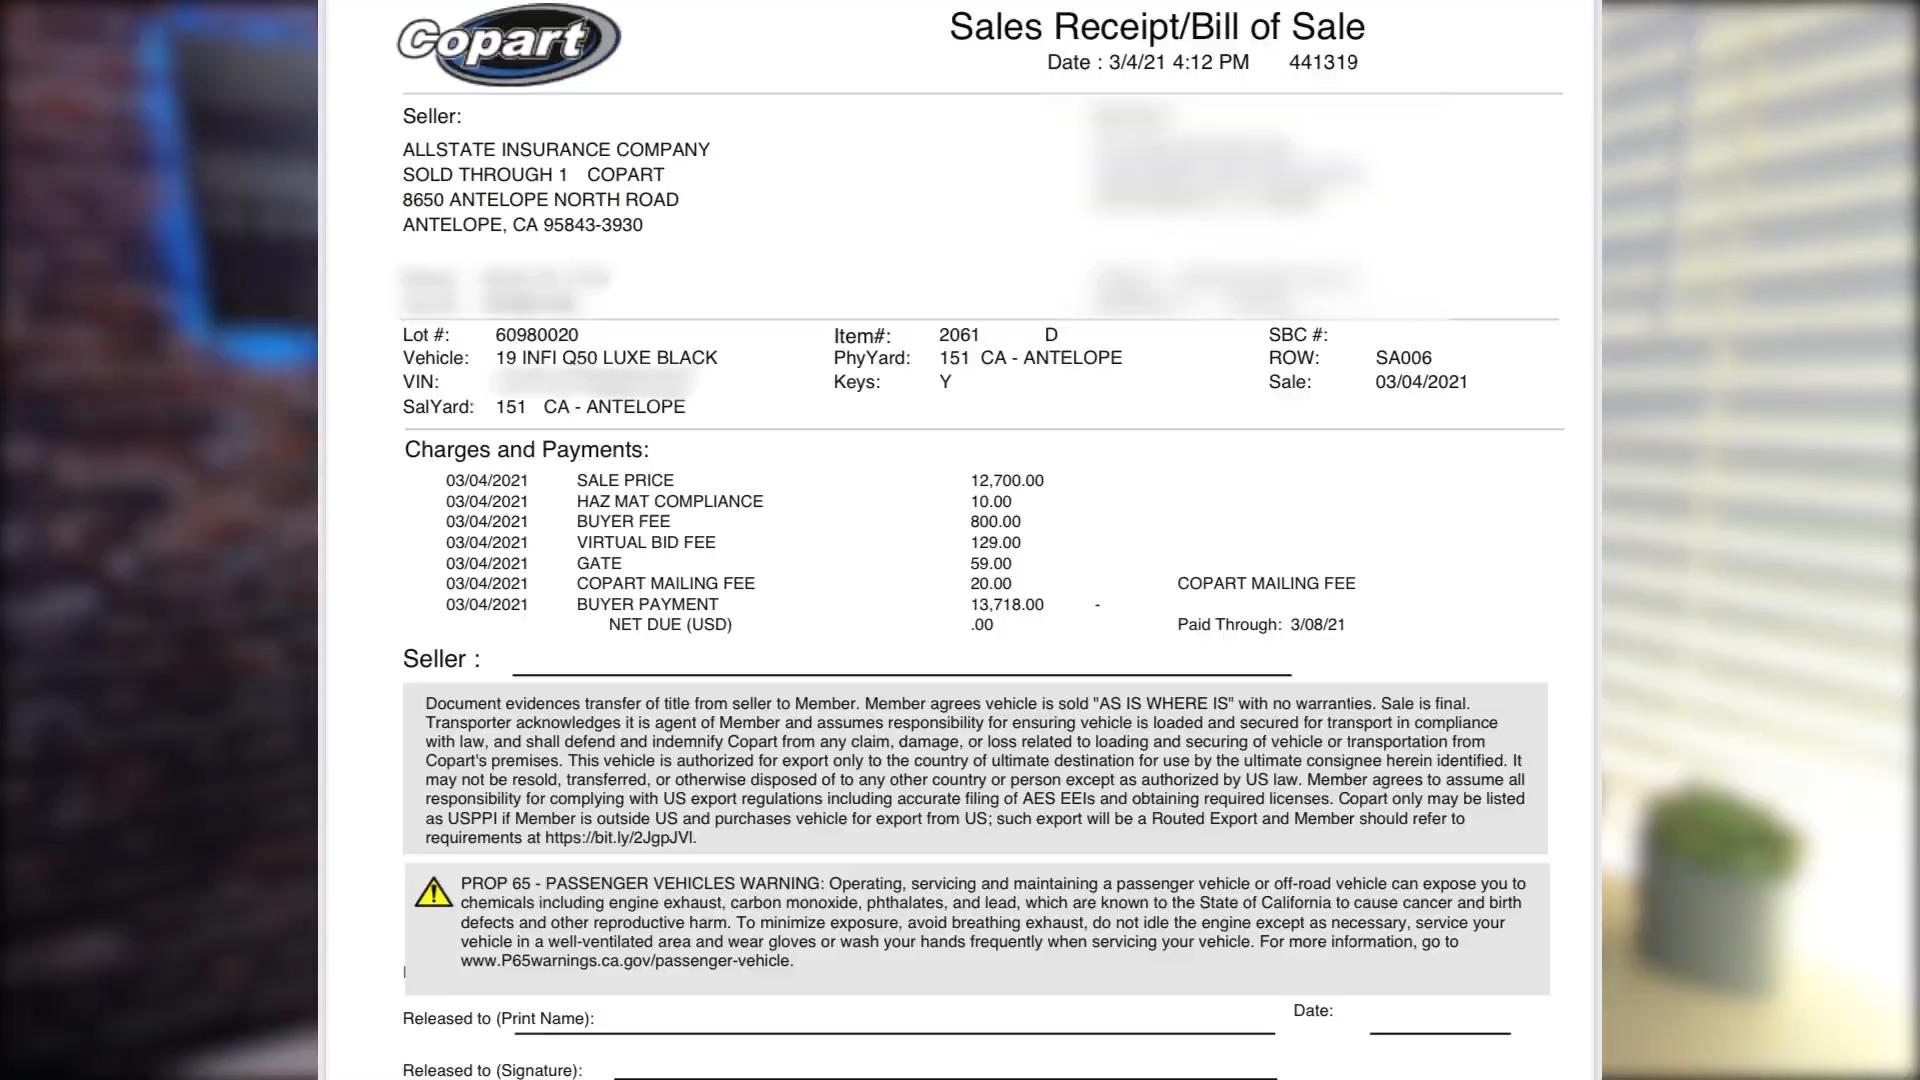 Copart
Sales Receipt/Bill of Sale
Date : 3/4/21 4:12 PM 441319
Seller:
ALLSTATE INSURANCE COMPANY
SOLD THROUGH 1 COPART
8650 ANTELOPE NORTH ROAD
ANTELOPE, CA 95843-3930
Lot #: 60980020 Item#: 2061 D SBC #:
Vehicle: 19 INFI Q50 LUXE BLACK PhyYard: 151 CA - ANTELOPE ROW: SA006
VIN: Keys: Y Sale: 03/04/2021
SalYard: 151 CA - ANTELOPE
Charges and Payments:
03/04/2021 SALE PRICE 12,700.00
03/04/2021 HAZ MAT COMPLIANCE 10.00
03/04/2021 BUYER FEE 800.00
03/04/2021 VIRTUAL BID FEE 129.00
03/04/2021 GATE 59.00
03/04/2021 COPART MAILING FEE 20.00 COPART MAILING FEE
03/04/2021 BUYER PAYMENT 13,718.00 -
NET DUE (USD) .00 Paid Through: 3/08/21
Seller :
Document evidences transfer of title from seller to Member. Member agrees vehicle is sold "AS IS WHERE IS" with no warranties. Sale is final.
Transporter acknowledges it is agent of Member and assumes responsibility for ensuring vehicle is loaded and secured for transport in compliance
with law, and shall defend and indemnify Copart from any claim, damage, or loss related to loading and securing of vehicle or transportation from
Copart's premises. This vehicle is authorized for export only to the country of ultimate destination for use by the ultimate consignee herein identified. It
may not be resold, transferred, or otherwise disposed of to any other country or person except as authorized by US law. Member agrees to assume all
responsibility for complying with US export regulations including accurate filing of AES EEIs and obtaining required licenses. Copart only may be listed
as USPPI if Member is outside US and purchases vehicle for export from US; such export will be a Routed Export and Member should refer to
requirements at https://bit.ly/2JgpJVl.
PROP 65 - PASSENGER VEHICLES WARNING: Operating, servicing and maintaining a passenger vehicle or off-road vehicle can expose you to
chemicals including engine exhaust, carbon monoxide, phthalates, and lead, which are known to the State of California to cause cancer and birth
defects and other reproductive harm. To minimize exposure, avoid breathing exhaust, do not idle the engine except as necessary, service your
vehicle in a well-ventilated area and wear gloves or wash your hands frequently when servicing your vehicle. For more information, go to
www.P65warnings.ca.gov/passenger-vehicle.
Released to (Print Name): Date:
Released to (Signature):